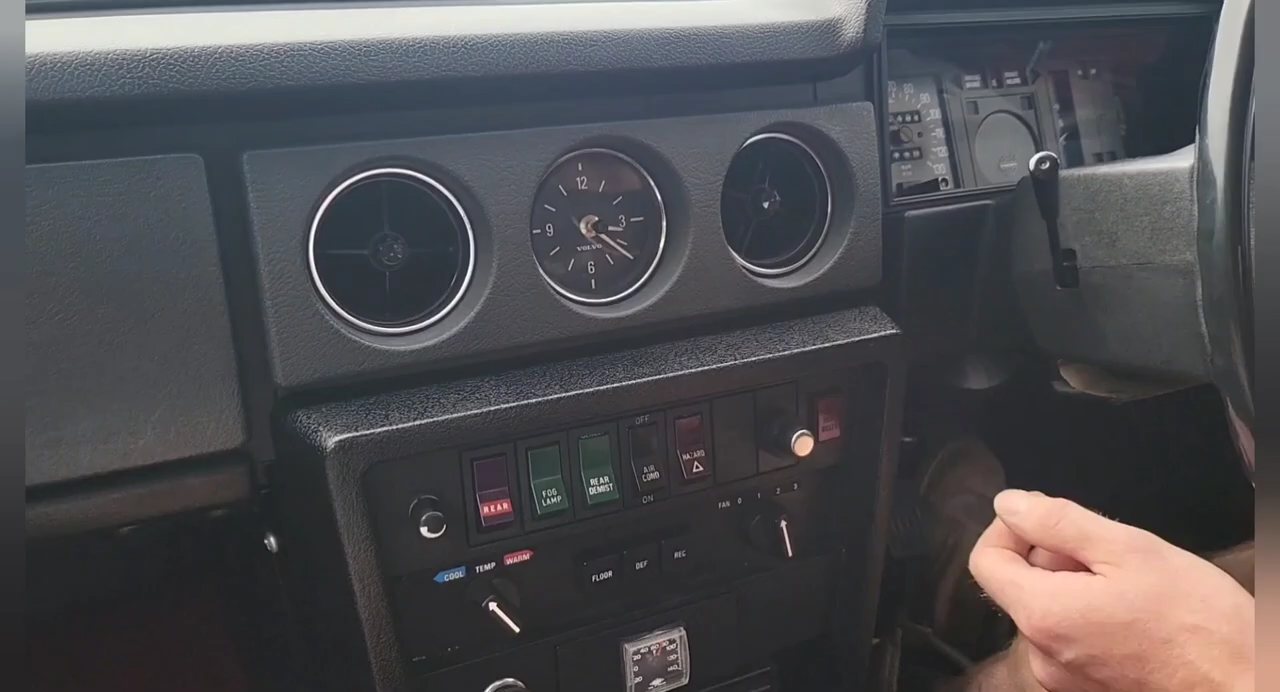 12
9
3
VOLVO
6
REAR
FOG
LAMP
REAR
DEMIST
OFF
AIR
COND
ON
HAZARD
FAN 0 1 2 3
COOL TEMP WARM
FLOOR
DEF
REC